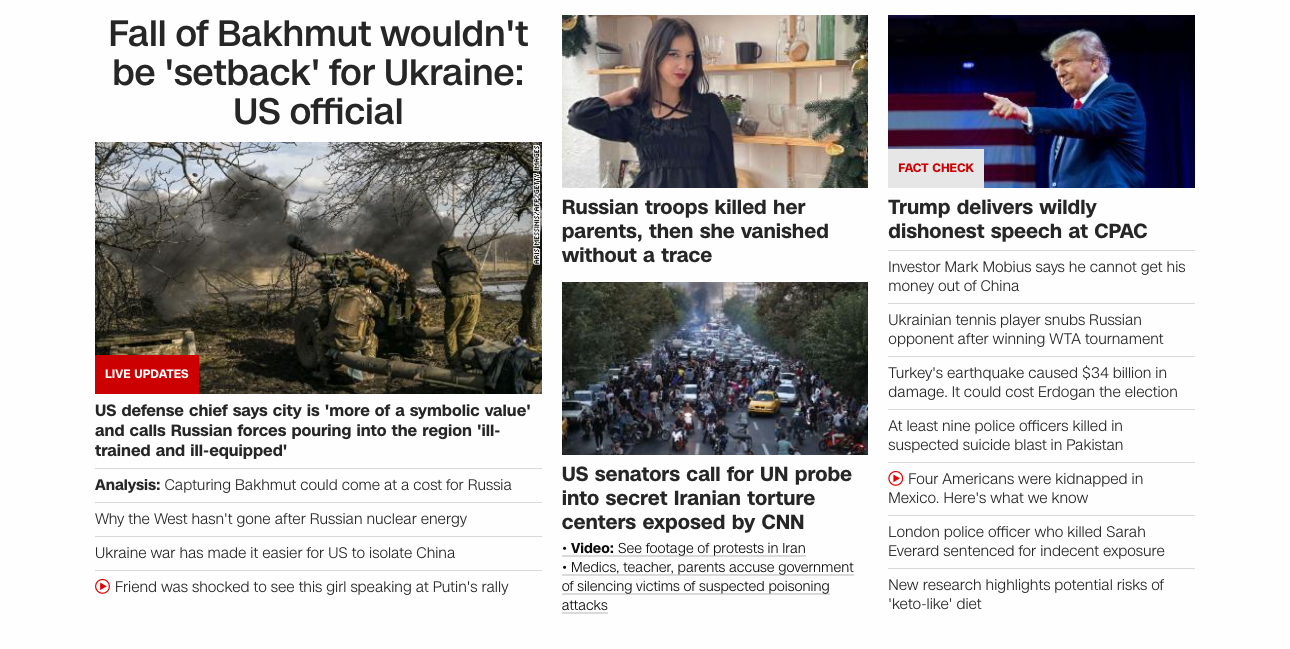 Fall of Bakhmut wouldn't
be 'setback' for Ukraine:
US official
ARIS MESSINIS/AFP/GETTY IMAGES
LIVE UPDATES
US defense chief says city is 'more of a symbolic value'
and calls Russian forces pouring into the region 'ill-
trained and ill-equipped'
Analysis: Capturing Bakhmut could come at a cost for Russia
Why the West hasn't gone after Russian nuclear energy
Ukraine war has made it easier for US to isolate China
Friend was shocked to see this girl speaking at Putin's rally
Russian troops killed her
parents, then she vanished
without a trace
US senators call for UN probe
into secret Iranian torture
centers exposed by CNN
• Video: See footage of protests in Iran
• Medics, teacher, parents accuse government
of silencing victims of suspected poisoning
attacks
FACT CHECK
Trump delivers wildly
dishonest speech at CPAC
Investor Mark Mobius says he cannot get his
money out of China
Ukrainian tennis player snubs Russian
opponent after winning WTA tournament
Turkey's earthquake caused $34 billion in
damage. It could cost Erdogan the election
At least nine police officers killed in
suspected suicide blast in Pakistan
Four Americans were kidnapped in
Mexico. Here's what we know
London police officer who killed Sarah
Everard sentenced for indecent exposure
New research highlights potential risks of
'keto-like' diet